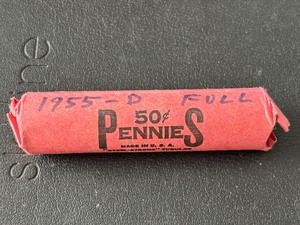 1955-D FULL
50¢
PENNIES
MADE IN U. S. A.